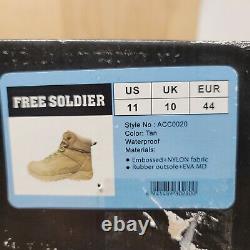 FREE SOLDIER
US UK EUR
11 10 44
Style No : ACC0020
Color: Tan
Waterproof
Materials:
Embossed+NYLON fabric
Rubber outsole+EVA MD